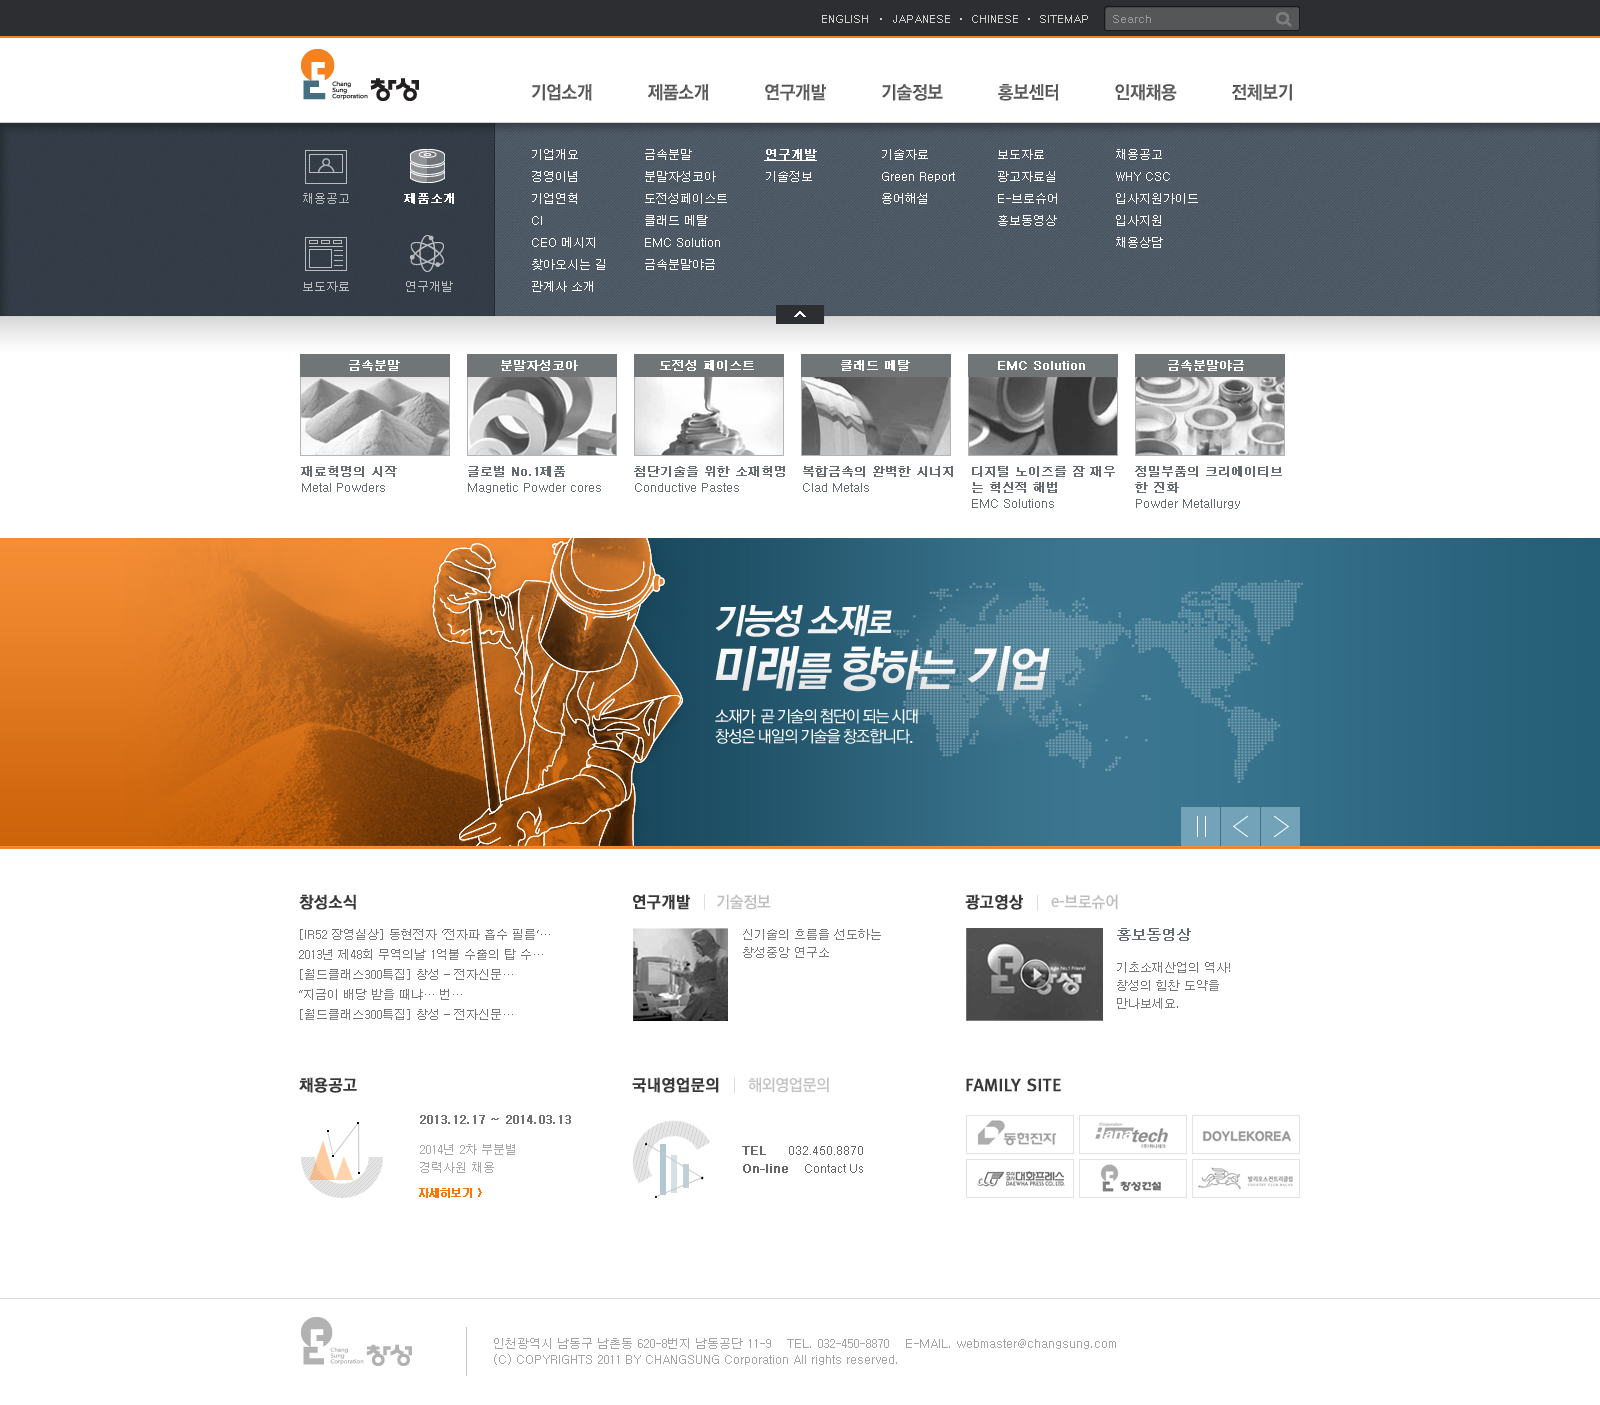 ENGLISH · JAPANESE · CHINESE · SITEMAP
Search
Chang
Sung
Corporation 창성
기업소개 제품소개 연구개발 기술정보 홍보센터 인재채용 전체보기
채용공고 제품소개
보도자료 연구개발
기업개요
경영이념
기업연혁
CI
CEO 메시지
찾아오시는 길
관계사 소개
금속분말
분말자성코아
도전성페이스트
클래드 메탈
EMC Solution
금속분말야금
연구개발
기술정보
기술자료
Green Report
용어해설
보도자료
광고자료실
E-브로슈어
홍보동영상
채용공고
WHY CSC
입사지원가이드
입사지원
채용상담
금속분말
재료혁명의 시작
Metal Powders
분말자성코아
글로벌 No.1제품
Magnetic Powder cores
도전성 페이스트
첨단기술을 위한 소재혁명
Conductive Pastes
클래드 메탈
복합금속의 완벽한 시너지
Clad Metals
EMC Solution
디지털 노이즈를 잠 재우
는 혁신적 해법
EMC Solutions
금속분말야금
정밀부품의 크리에이티브
한 진화
Powder Metallurgy
기능성 소재로
미래를 향하는 기업
소재가 곧 기술의 첨단이 되는 시대
창성은 내일의 기술을 창조합니다.
창성소식
[IR52 장영실상] 동현전자 ‘전자파 흡수 필름’…
2013년 제48회 무역의날 1억불 수출의 탑 수…
[월드클래스300특집] 창성 – 전자신문…
“지금이 배당 받을 때냐… 번…
[월드클래스300특집] 창성 – 전자신문…
연구개발 기술정보
신기술의 흐름을 선도하는
창성중앙 연구소
광고영상 e-브로슈어
창성
홍보동영상
기초소재산업의 역사!
창성의 힘찬 도약을
만나보세요.
채용공고
2013.12.17 ~ 2014.03.13
2014년 2차 부분별
경력사원 채용
자세히보기 >
국내영업문의 해외영업문의
TEL 032.450.8870
On-line Contact Us
FAMILY SITE
동현전자
Corporation
Hanatech
(주)하나테크
DOYLEKOREA
대화프레스
DAEWHA PRESS CO., LTD.
창성건설
Chang
Sung
Corporation 창성
인천광역시 남동구 남촌동 620-8번지 남동공단 11-9 TEL. 032-450-8870 E-MAIL. webmaster@changsung.com
(C) COPYRIGHTS 2011 BY CHANGSUNG Corporation All rights reserved.